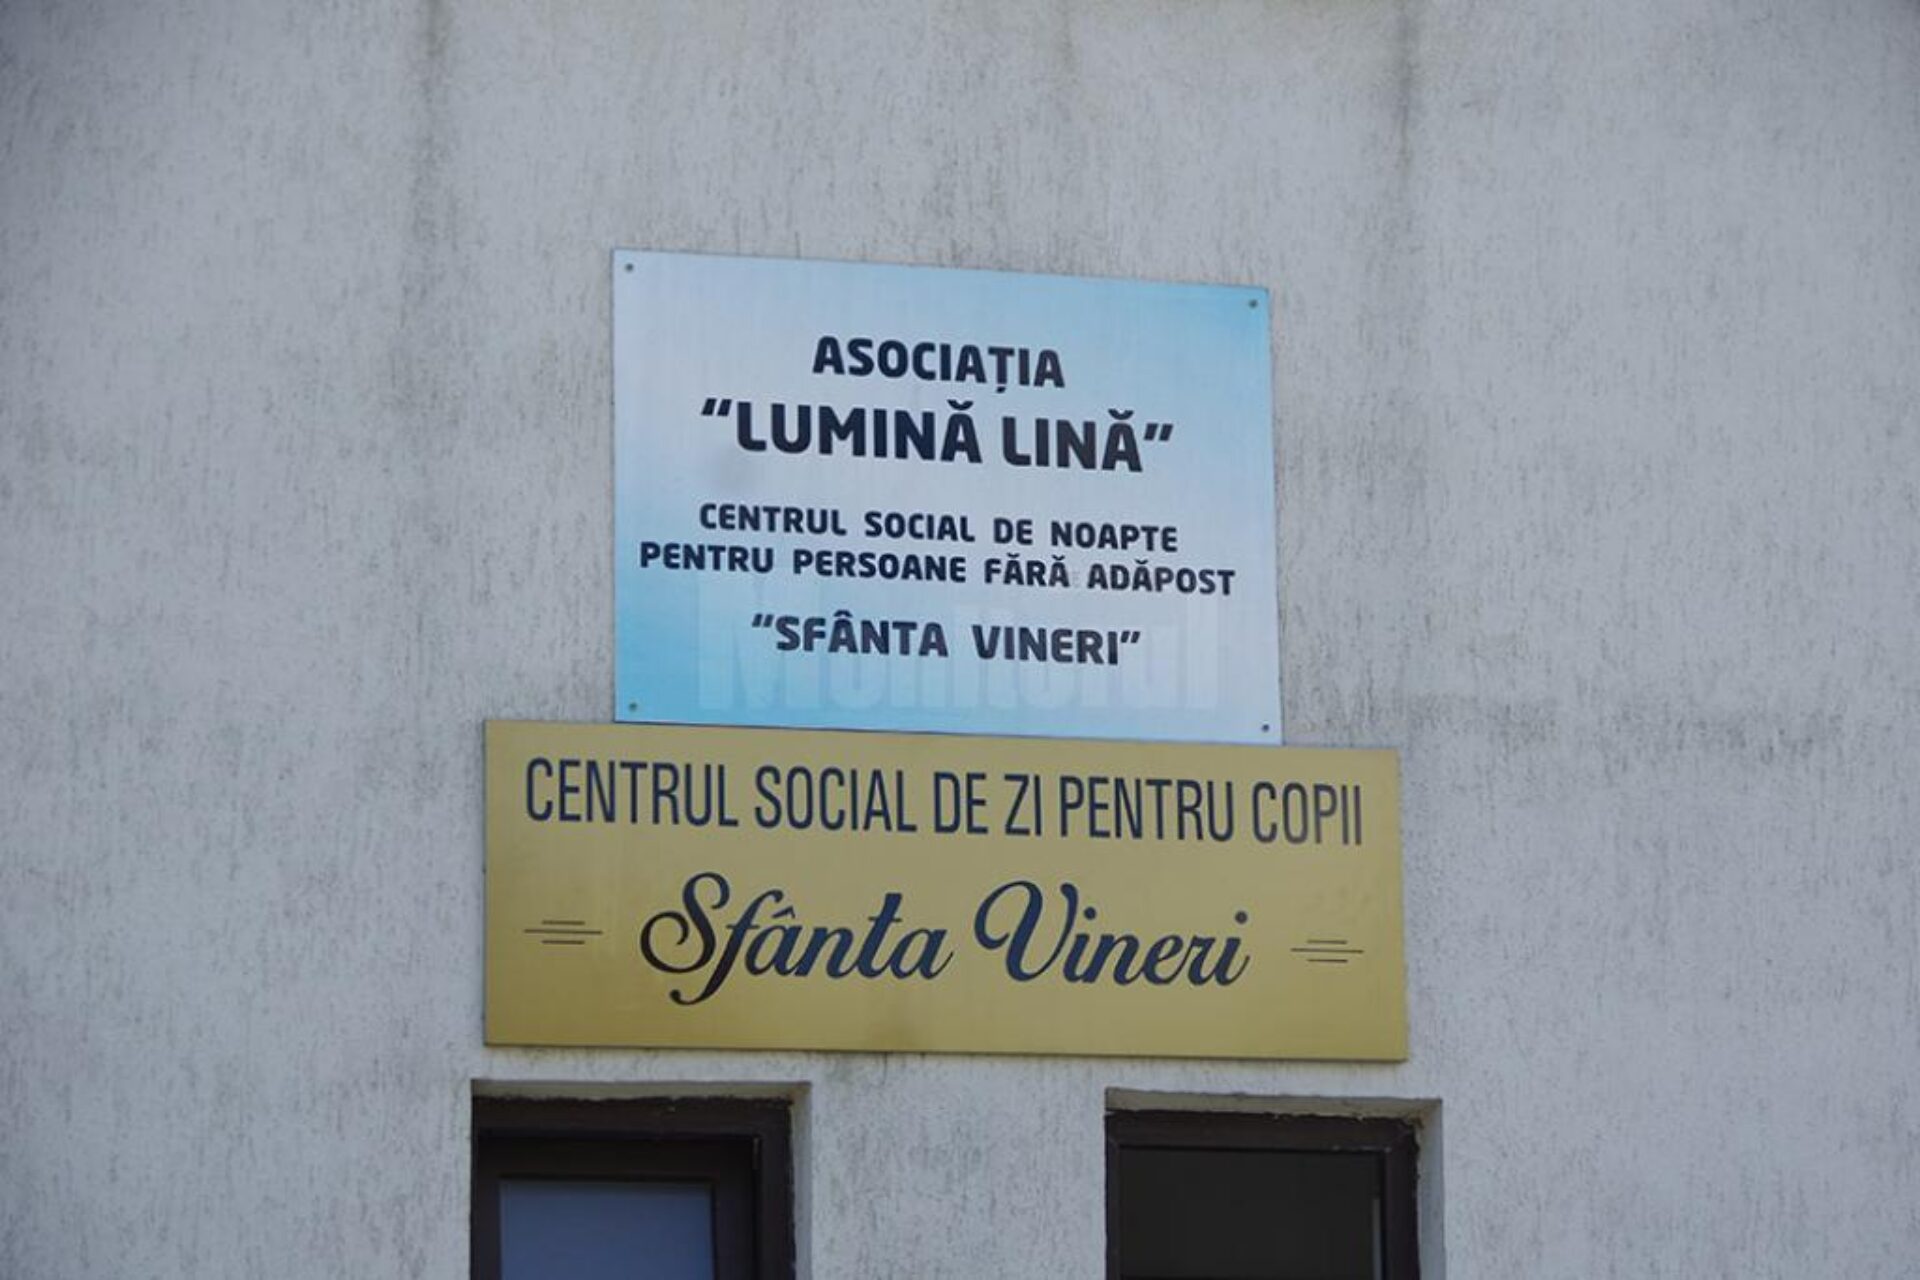 ASOCIAȚIA
“LUMINĂ LINĂ”
CENTRUL SOCIAL DE NOAPTE
PENTRU PERSOANE FĂRĂ ADĂPOST
“SFÂNTA VINERI”
Monitorul
CENTRUL SOCIAL DE ZI PENTRU COPII
Sfânta Vineri